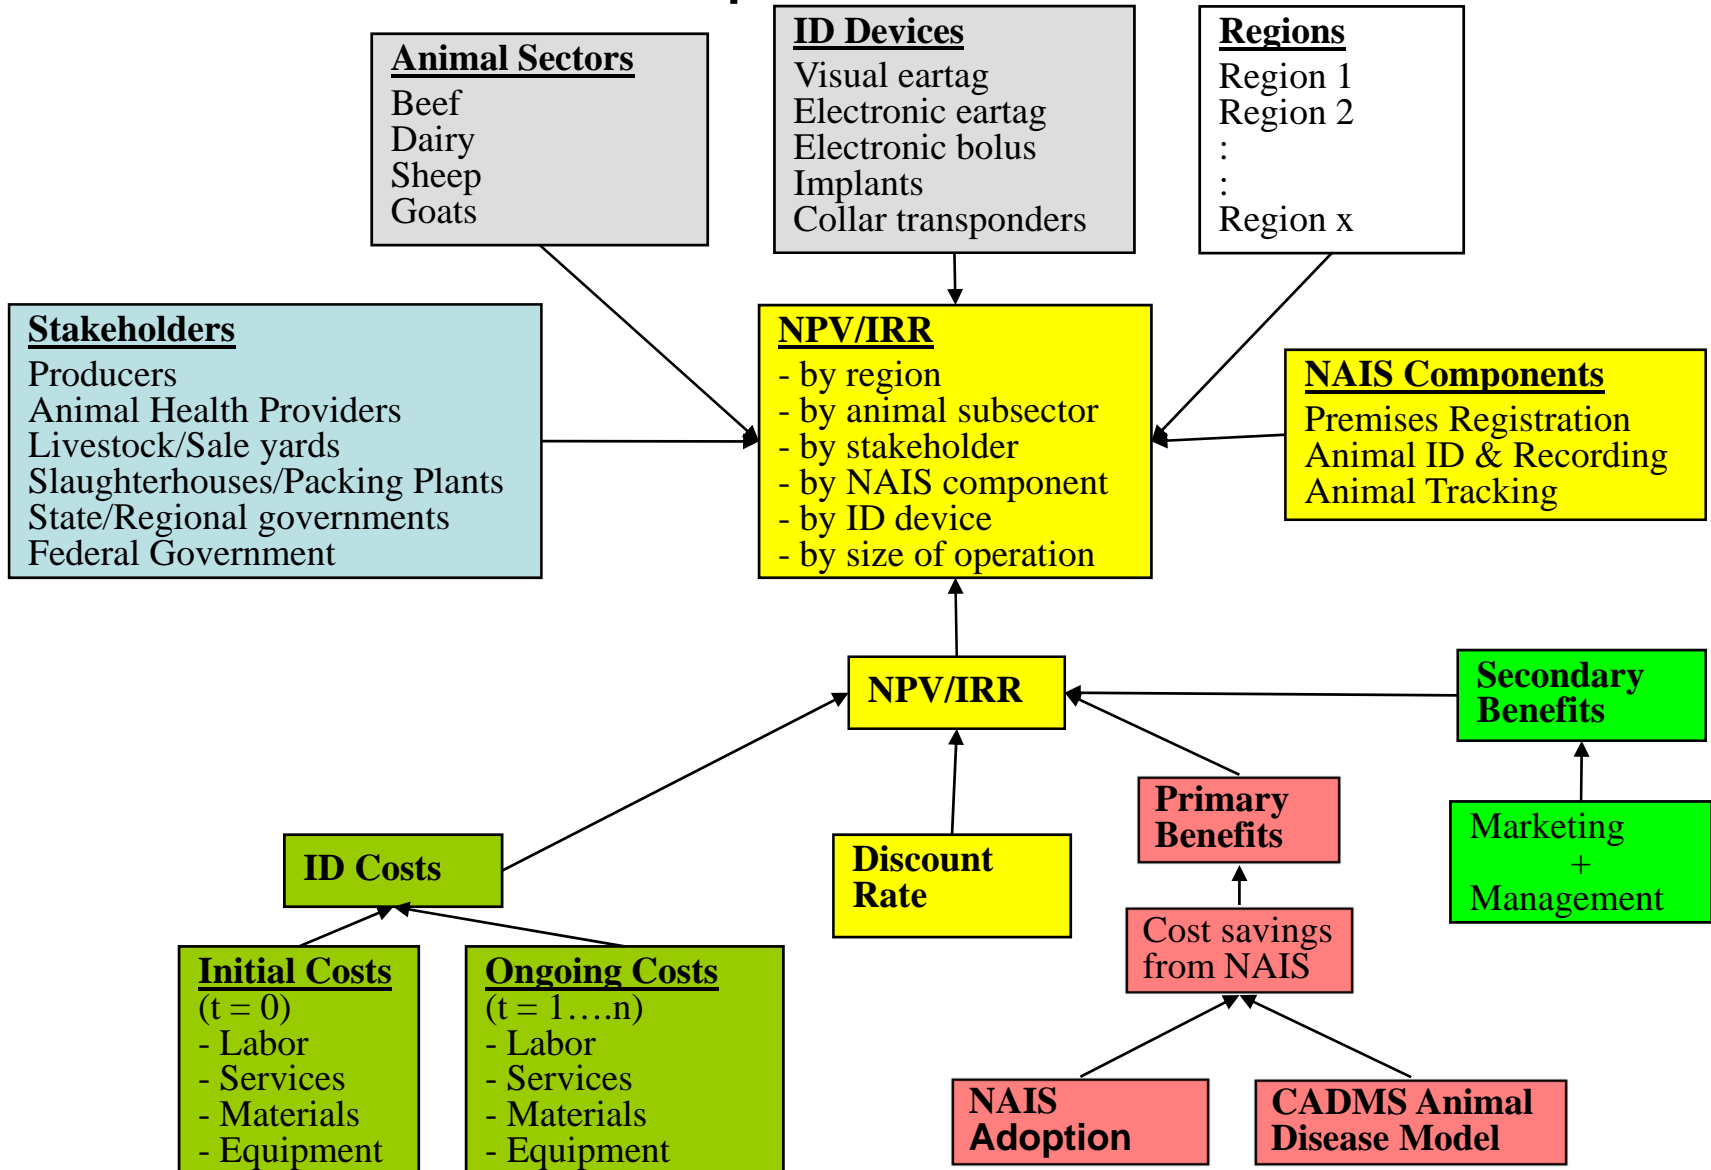 Animal Sectors
Beef
Dairy
Sheep
Goats
ID Devices
Visual eartag
Electronic eartag
Electronic bolus
Implants
Collar transponders
Regions
Region 1
Region 2
:
:
Region x
Stakeholders
Producers
Animal Health Providers
Livestock/Sale yards
Slaughterhouses/Packing Plants
State/Regional governments
Federal Government
NPV/IRR
- by region
- by animal subsector
- by stakeholder
- by NAIS component
- by ID device
- by size of operation
NAIS Components
Premises Registration
Animal ID & Recording
Animal Tracking
NPV/IRR
Secondary
Benefits
Primary
Benefits
Marketing
+
Management
ID Costs
Discount
Rate
Cost savings
from NAIS
Initial Costs
(t = 0)
- Labor
- Services
- Materials
- Equipment
Ongoing Costs
(t = 1….n)
- Labor
- Services
- Materials
- Equipment
NAIS
Adoption
CADMS Animal
Disease Model